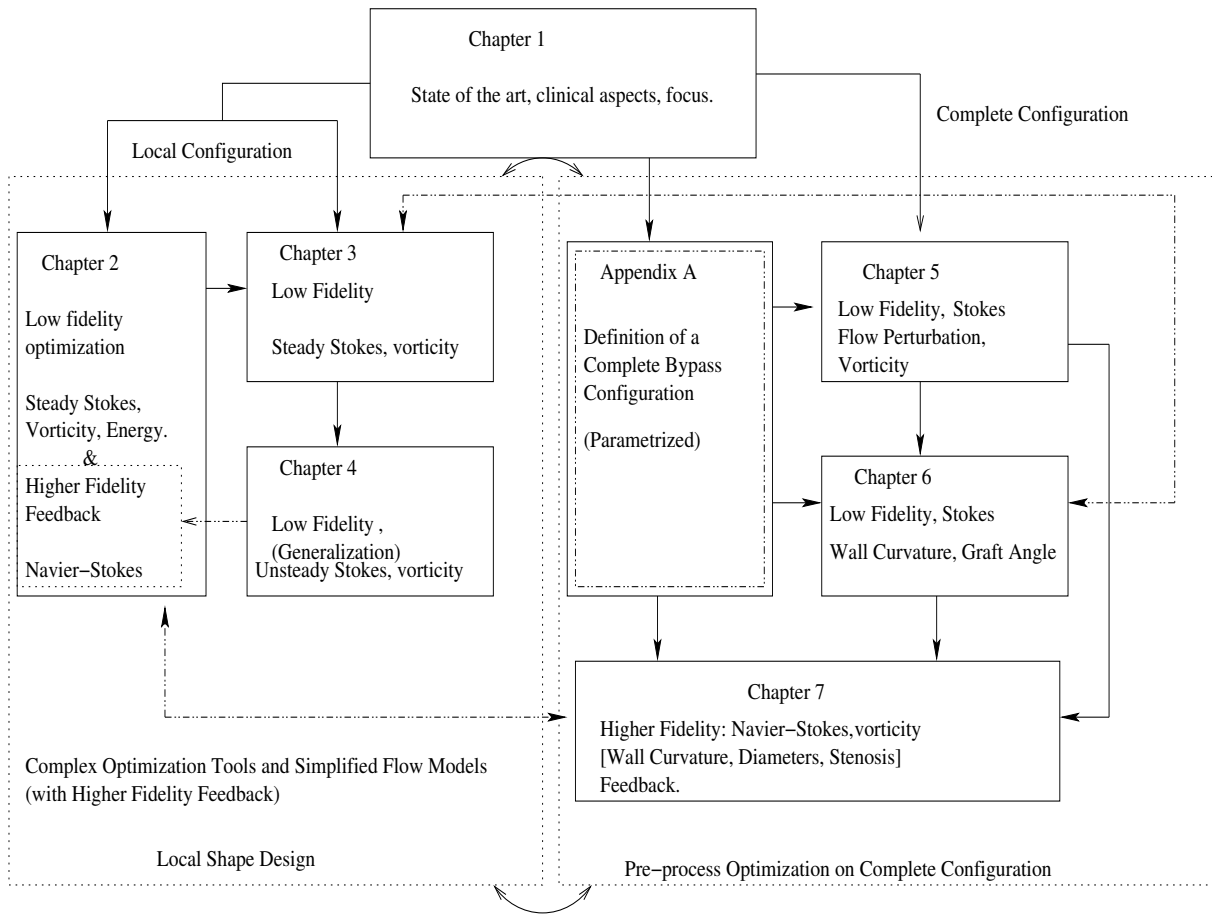 Chapter 1
State of the art, clinical aspects, focus.
Complete Configuration
Local Configuration
Chapter 2
Low fidelity
optimization
Steady Stokes,
Vorticity, Energy.
&
Higher Fidelity
Feedback
Navier−Stokes
Chapter 3
Low Fidelity
Steady Stokes, vorticity
Chapter 4
Low Fidelity ,
(Generalization)
Unsteady Stokes, vorticity
Complex Optimization Tools and Simplified Flow Models
(with Higher Fidelity Feedback)
Local Shape Design
Appendix A
Definition of a
Complete Bypass
Configuration
(Parametrized)
Chapter 5
Low Fidelity, Stokes
Flow Perturbation,
Vorticity
Chapter 6
Low Fidelity, Stokes
Wall Curvature, Graft Angle
Chapter 7
Higher Fidelity: Navier−Stokes,vorticity
[Wall Curvature, Diameters, Stenosis]
Feedback.
Pre−process Optimization on Complete Configuration